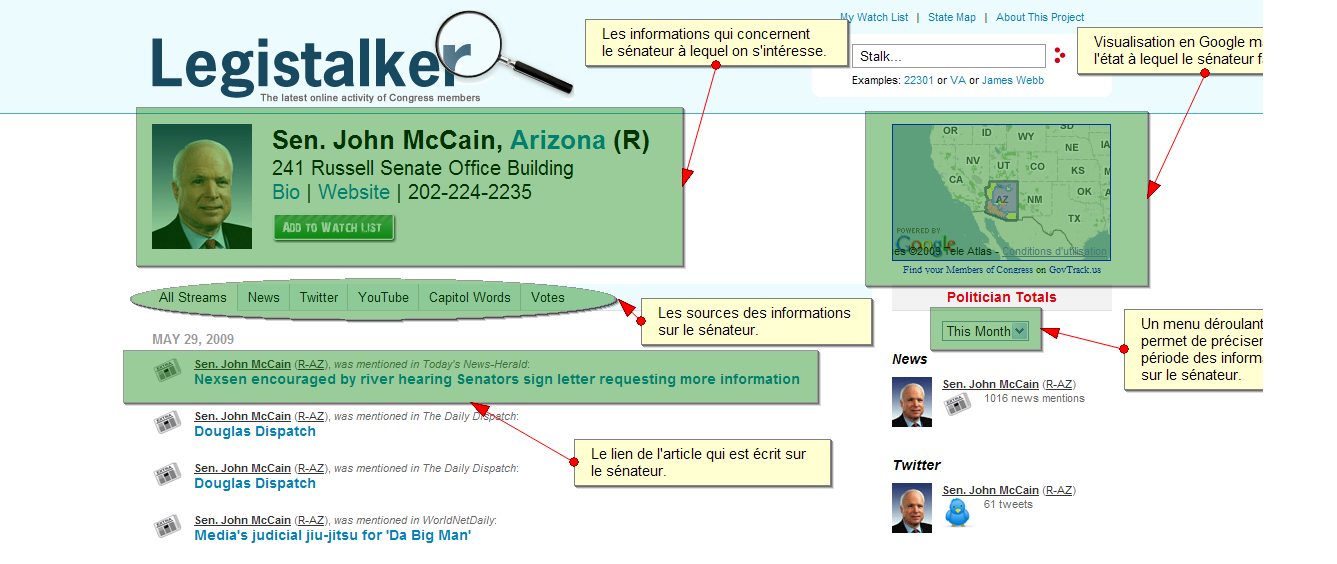 My Watch List | State Map | About This Project
Les informations qui concernent
le sénateur à lequel on s'intéresse.
Legistalker
The latest online activity of Congress members
Stalk...
Examples: 22301 or VA or James Webb
Visualisation en Google
l'état à lequel le sénateur
Sen. John McCain, Arizona (R)
241 Russell Senate Office Building
Bio | Website | 202-224-2235
ADD TO WATCH LIST
OR ID WY SD
NE IA
NV UT CO
KS M
CA
AZ NM OK
TX
POWERED BY
Google
©2009 Tele Atlas - Conditions d'utilisation
Find your Members of Congress on GovTrack.us
All Streams News Twitter YouTube Capitol Words Votes
Les sources des informations
sur le sénateur.
Politician Totals
This Month
Un menu déroulant
permet de préciser
période des
sur le sénateur.
MAY 29, 2009
EXTRA
Sen. John McCain (R-AZ), was mentioned in Today's News-Herald:
Nexsen encouraged by river hearing Senators sign letter requesting more information
EXTRA
Sen. John McCain (R-AZ), was mentioned in The Daily Dispatch:
Douglas Dispatch
Le lien de l'article qui est écrit sur
le sénateur.
EXTRA
Sen. John McCain (R-AZ), was mentioned in The Daily Dispatch:
Douglas Dispatch
EXTRA
Sen. John McCain (R-AZ), was mentioned in WorldNetDaily:
Media's judicial jiu-jitsu for 'Da Big Man'
News
Sen. John McCain (R-AZ)
EXTRA
1016 news mentions
Twitter
Sen. John McCain (R-AZ)
61 tweets